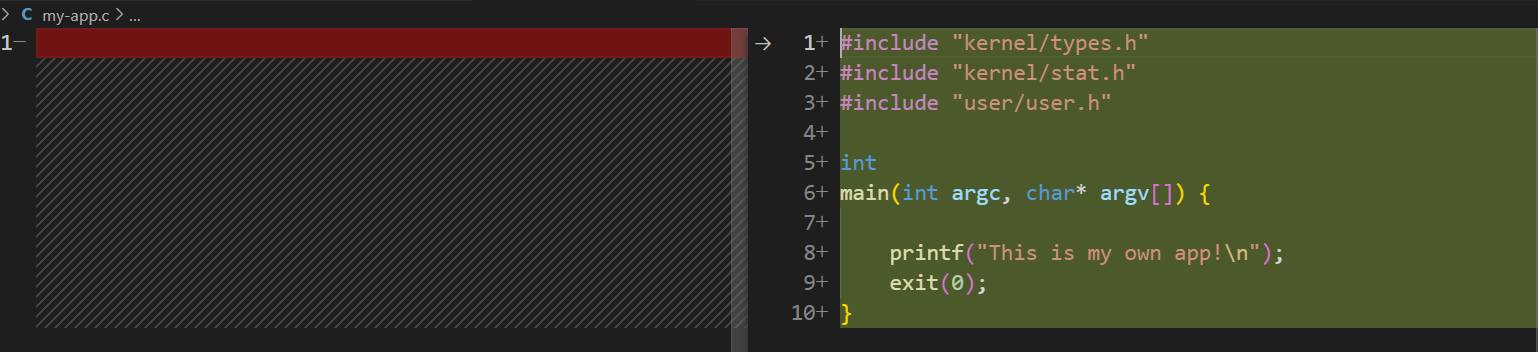 > C my-app.c > ...
1−
→
1+ #include "kernel/types.h"
2+ #include "kernel/stat.h"
3+ #include "user/user.h"
4+
5+ int
6+ main(int argc, char* argv[]) {
7+
8+     printf("This is my own app!\n");
9+     exit(0);
10+ }